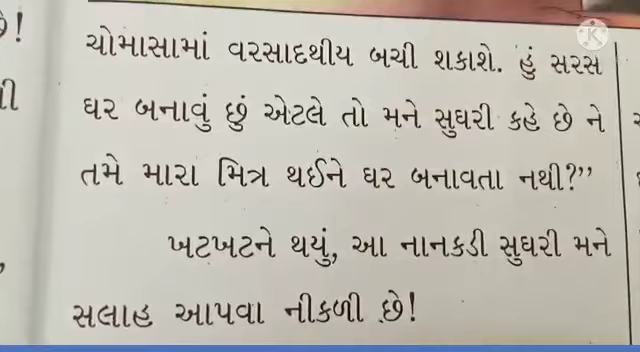 ચોમાસામાં વરસાદથીય બચી શકાશે. હું સરસ
ઘર બનાવું છું એટલે તો મને સુઘરી કહે છે ને
તમે મારા મિત્ર થઈને ઘર બનાવતા નથી?”
ખટખટને થયું, આ નાનકડી સુઘરી મને
સલાહ આપવા નીકળી છે!